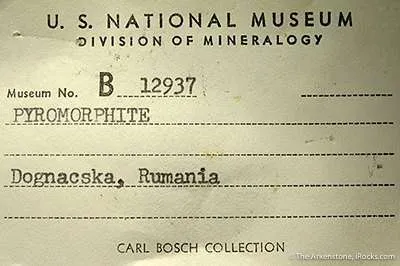 U. S. NATIONAL MUSEUM
DIVISION OF MINERALOGY
Museum No. B 12937
PYROMORPHITE
Dognacska, Rumania
CARL BOSCH COLLECTION
The Arkenstone, iRocks.com